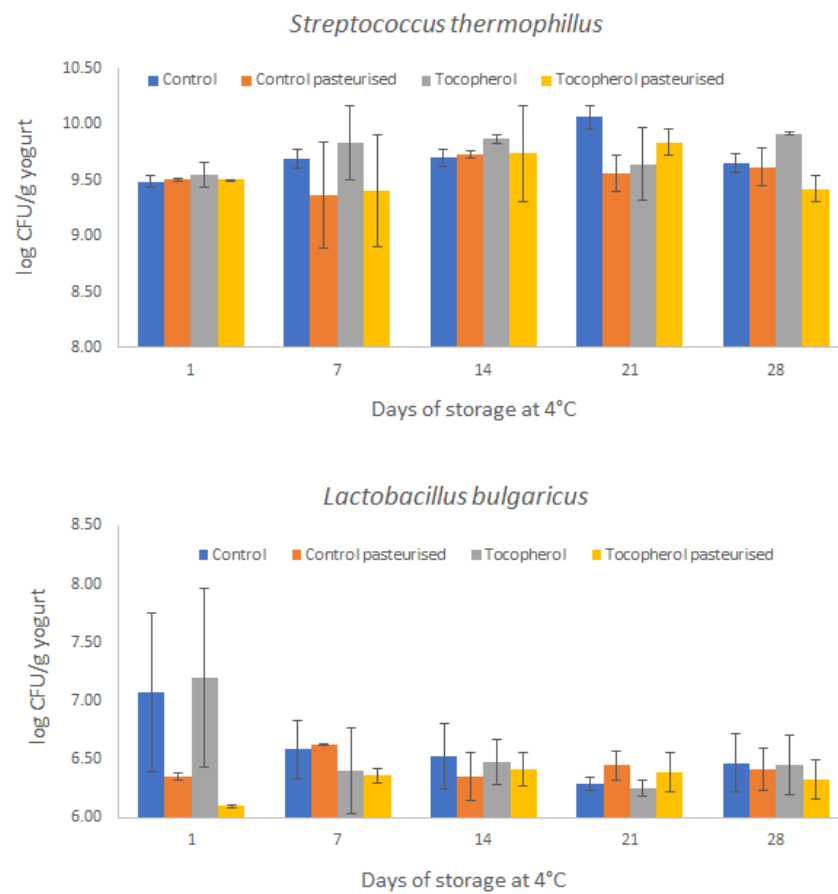 Streptococcus thermophillus
10.50
Control Control pasteurised Tocopherol Tocopherol pasteurised
10.00
9.50
9.00
8.50
8.00
log CFU/g yogurt
1 7 14 21 28
Days of storage at 4°C
Lactobacillus bulgaricus
8.50
Control Control pasteurised Tocopherol Tocopherol pasteurised
8.00
7.50
7.00
6.50
6.00
log CFU/g yogurt
1 7 14 21 28
Days of storage at 4°C